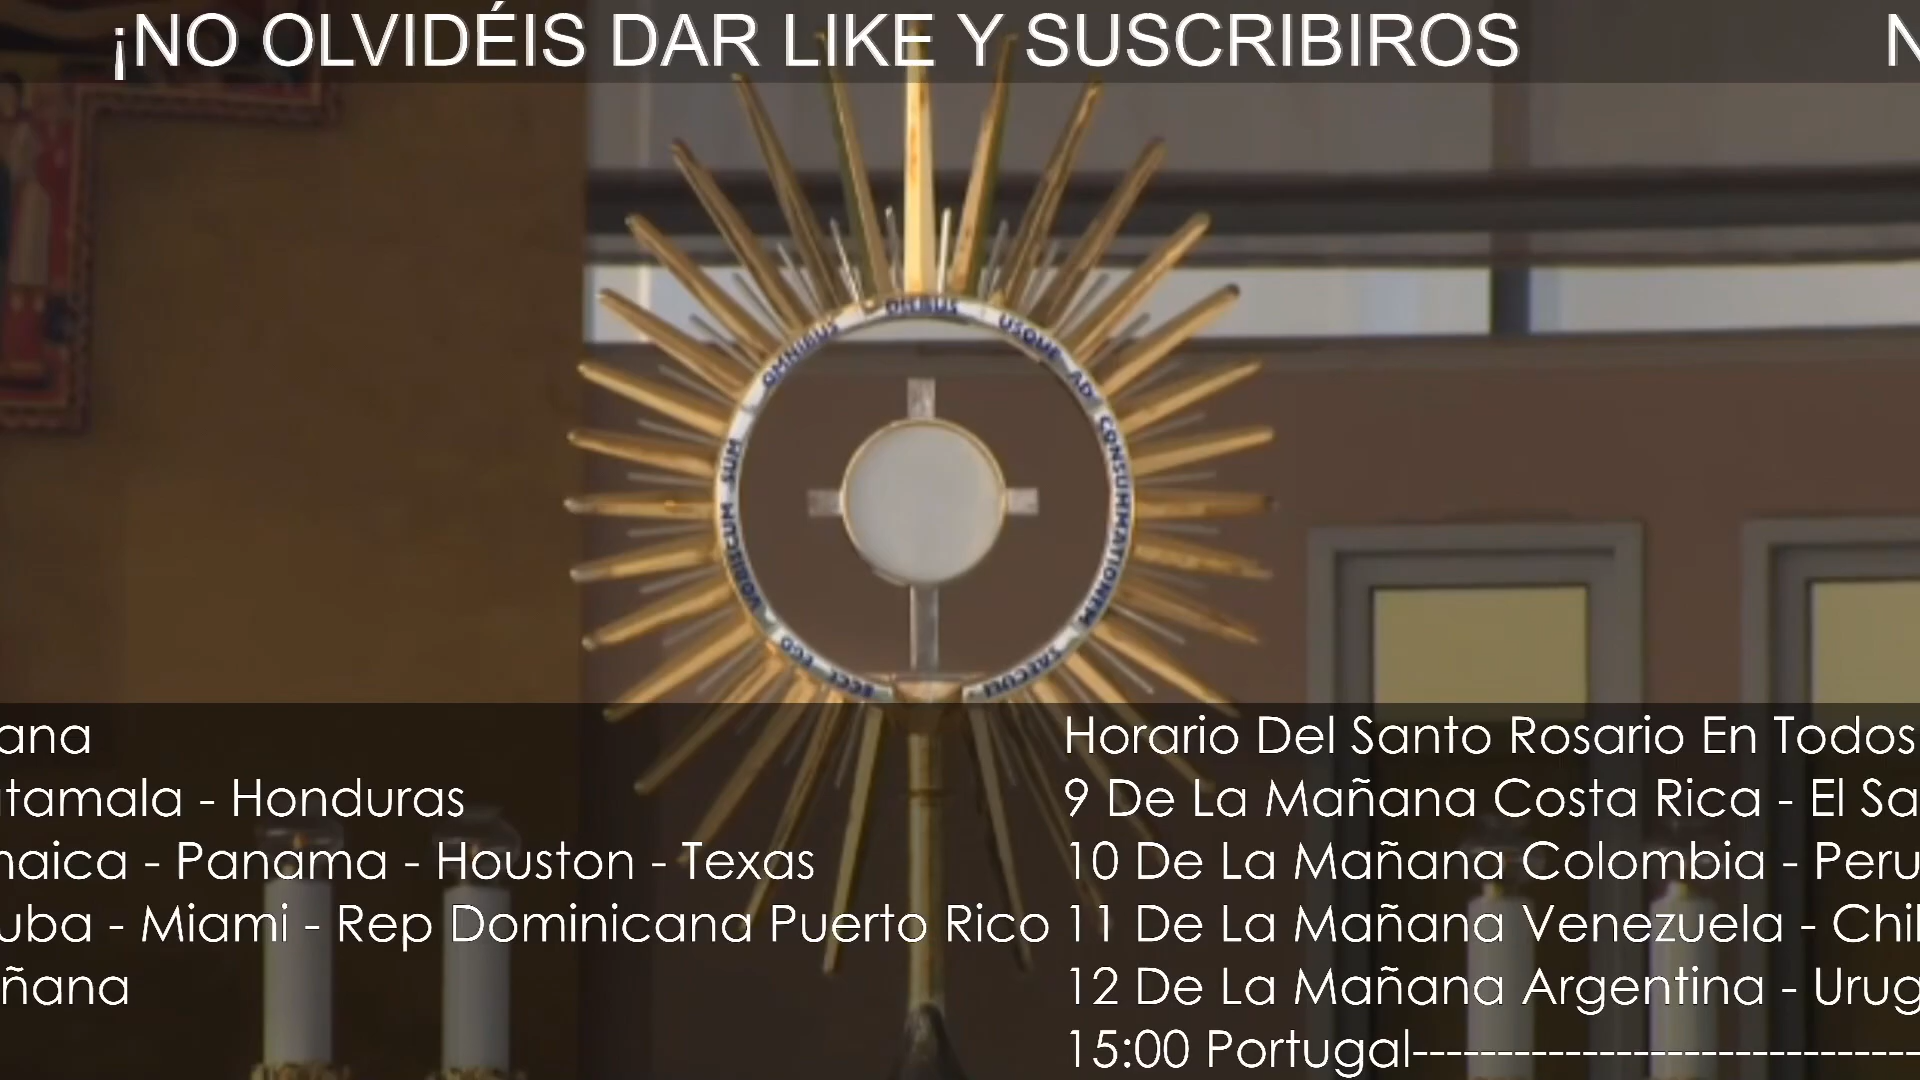 ¡NO OLVIDÉIS DAR LIKE Y SUSCRIBIROS
N
ECCE EGO VOBISCUM SUM OMNIBUS DIEBUS USQUE AD CONSUMMATIONEM SAECULI
ana
tamala - Honduras
maica - Panama - Houston - Texas
uba - Miami - Rep Dominicana Puerto Rico
ñana
Horario Del Santo Rosario En Todos
9 De La Mañana Costa Rica - El Sa
10 De La Mañana Colombia - Peru
11 De La Mañana Venezuela - Chil
12 De La Mañana Argentina - Urug
15:00 Portugal------------------------------